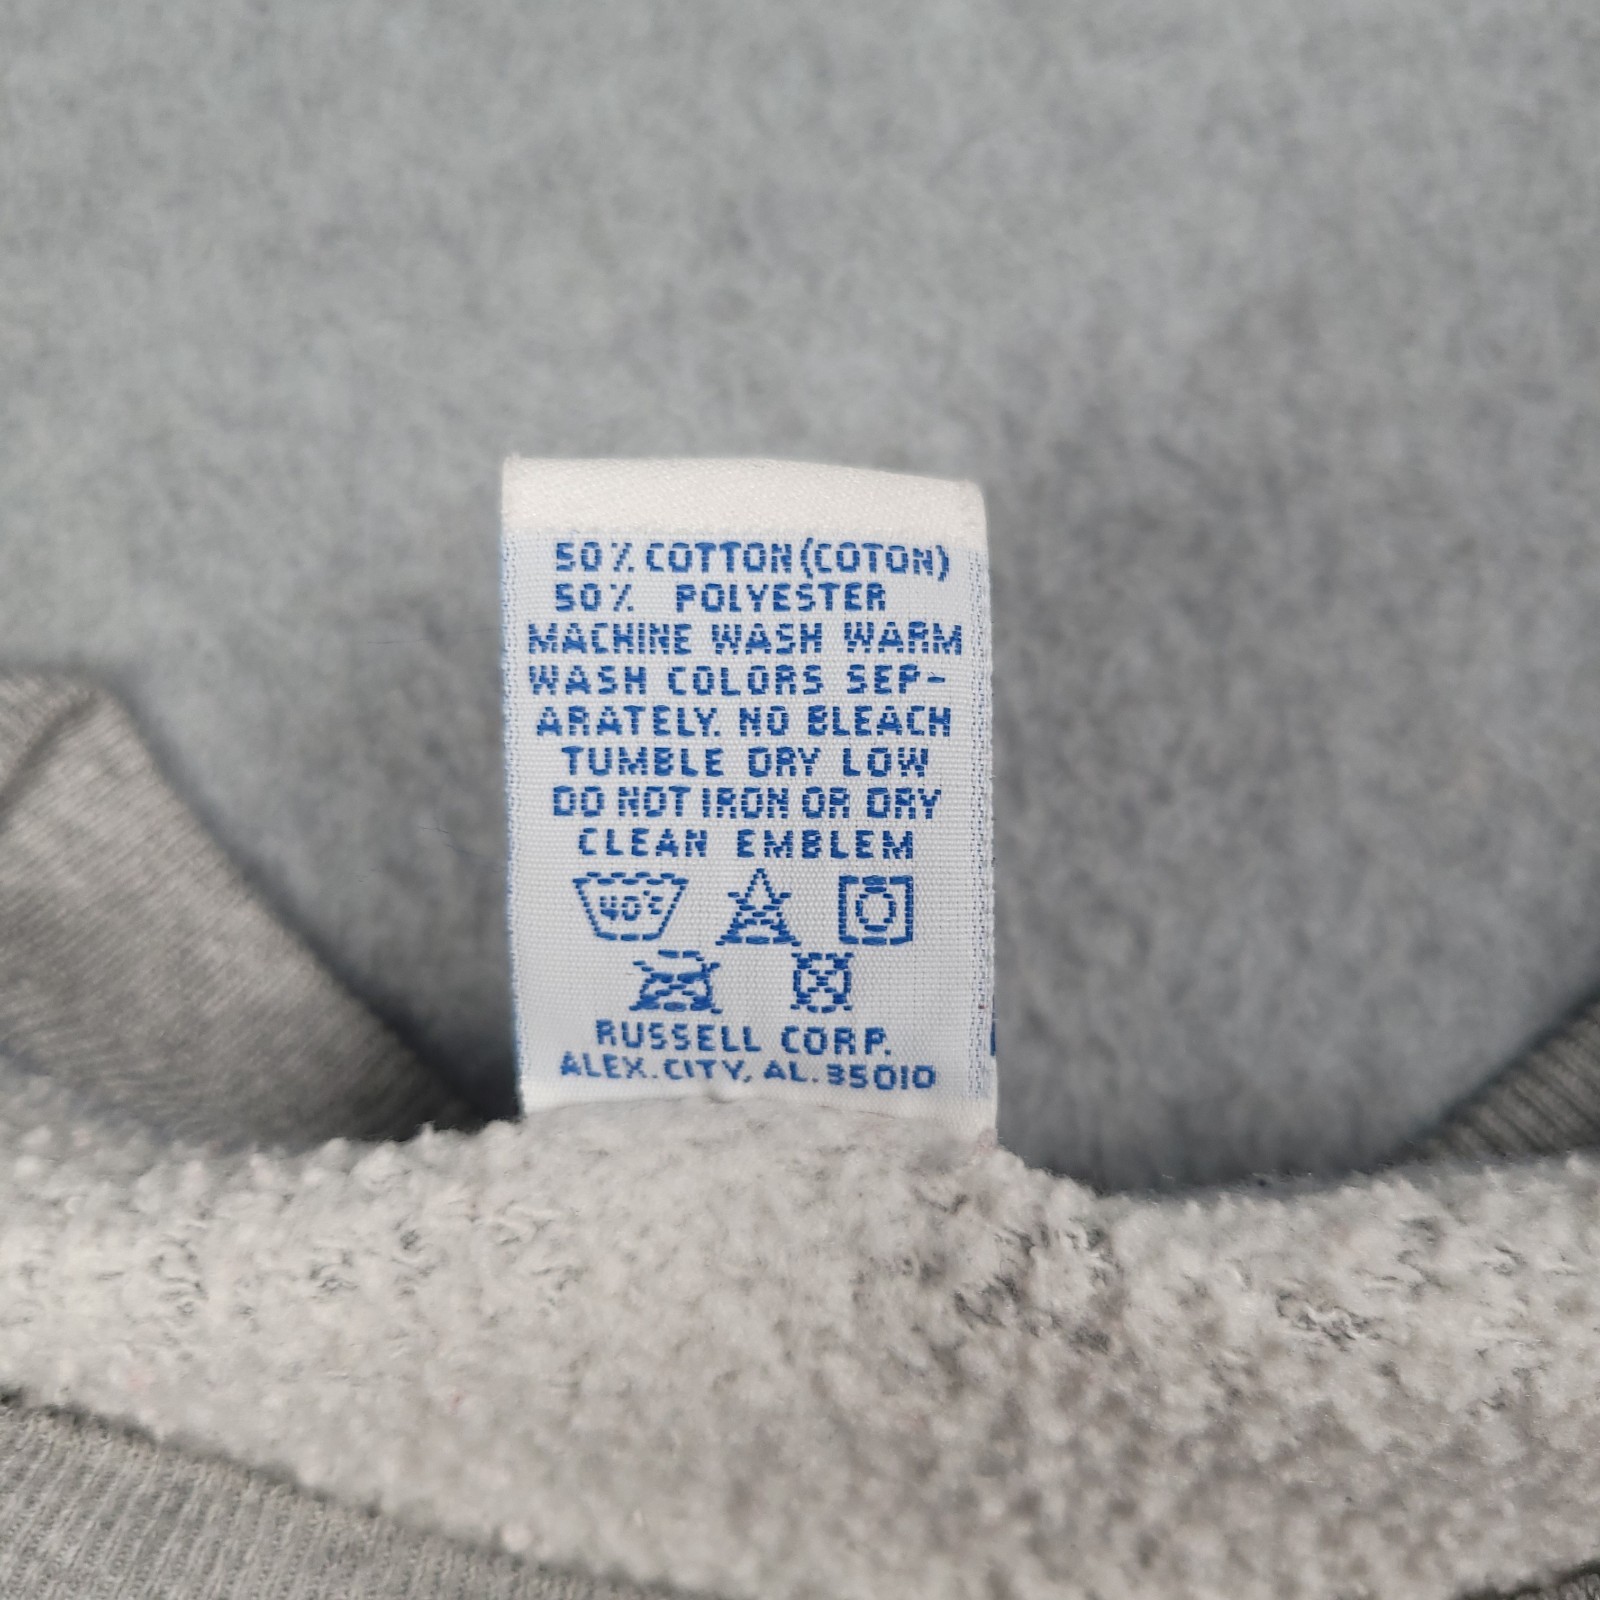 50% COTTON (COTON)
50% POLYESTER
MACHINE WASH WARM
WASH COLORS SEP-
ARATELY. NO BLEACH
TUMBLE DRY LOW
DO NOT IRON OR DRY
CLEAN EMBLEM
40°C
RUSSELL CORP.
ALEX. CITY, AL. 35010